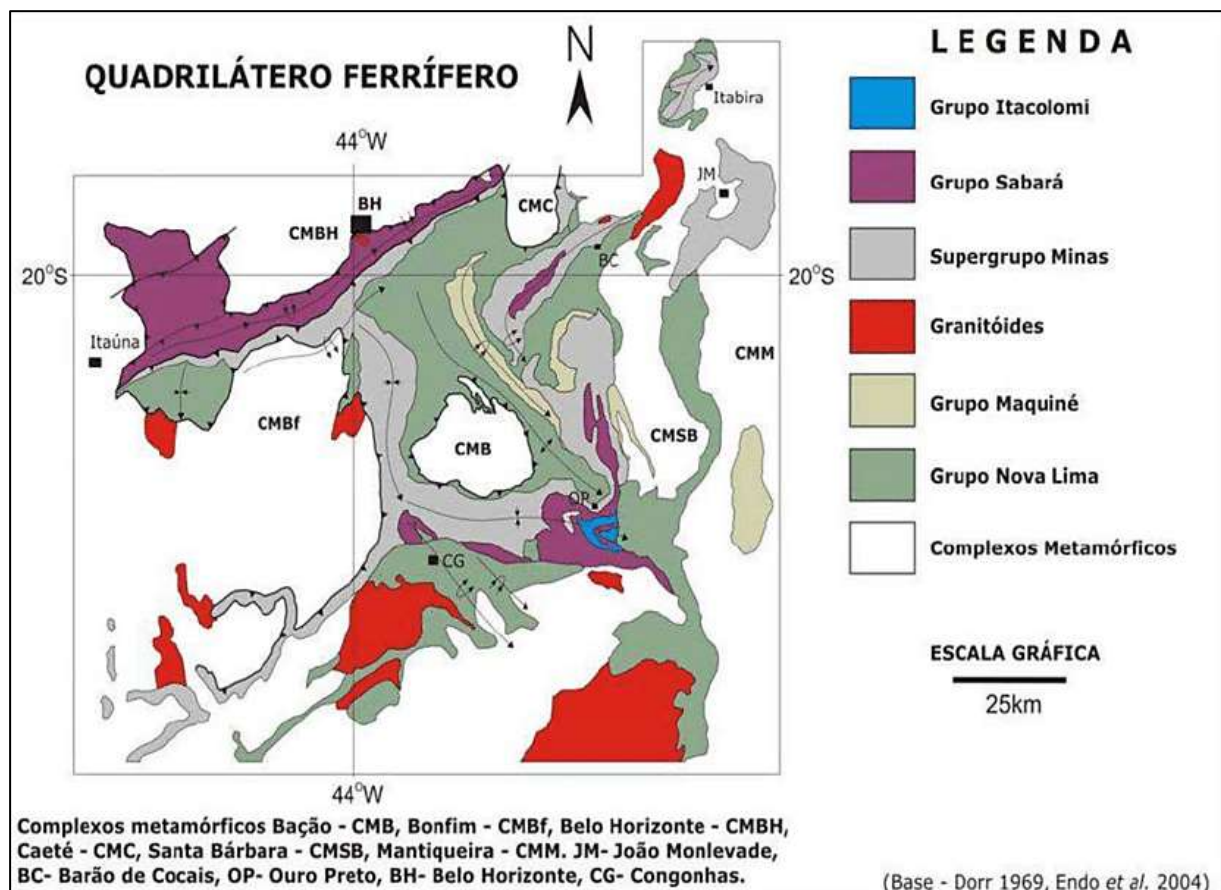 QUADRILÁTERO FERRÍFERO
N
44°W
BH
CMBH
CMC
Itabira
JM
BC
20°S
20°S
Itaúna
CMM
CMBf
CMB
CMSB
OP
CG
44°W
LEGENDA
Grupo Itacolomi
Grupo Sabará
Supergrupo Minas
Granitóides
Grupo Maquiné
Grupo Nova Lima
Complexos Metamórficos
ESCALA GRÁFICA
25km
Complexos metamórficos Bação - CMB, Bonfim - CMBf, Belo Horizonte - CMBH,
Caeté - CMC, Santa Bárbara - CMSB, Mantiqueira - CMM. JM- João Monlevade,
BC- Barão de Cocais, OP- Ouro Preto, BH- Belo Horizonte, CG- Congonhas.
(Base - Dorr 1969, Endo et al. 2004)